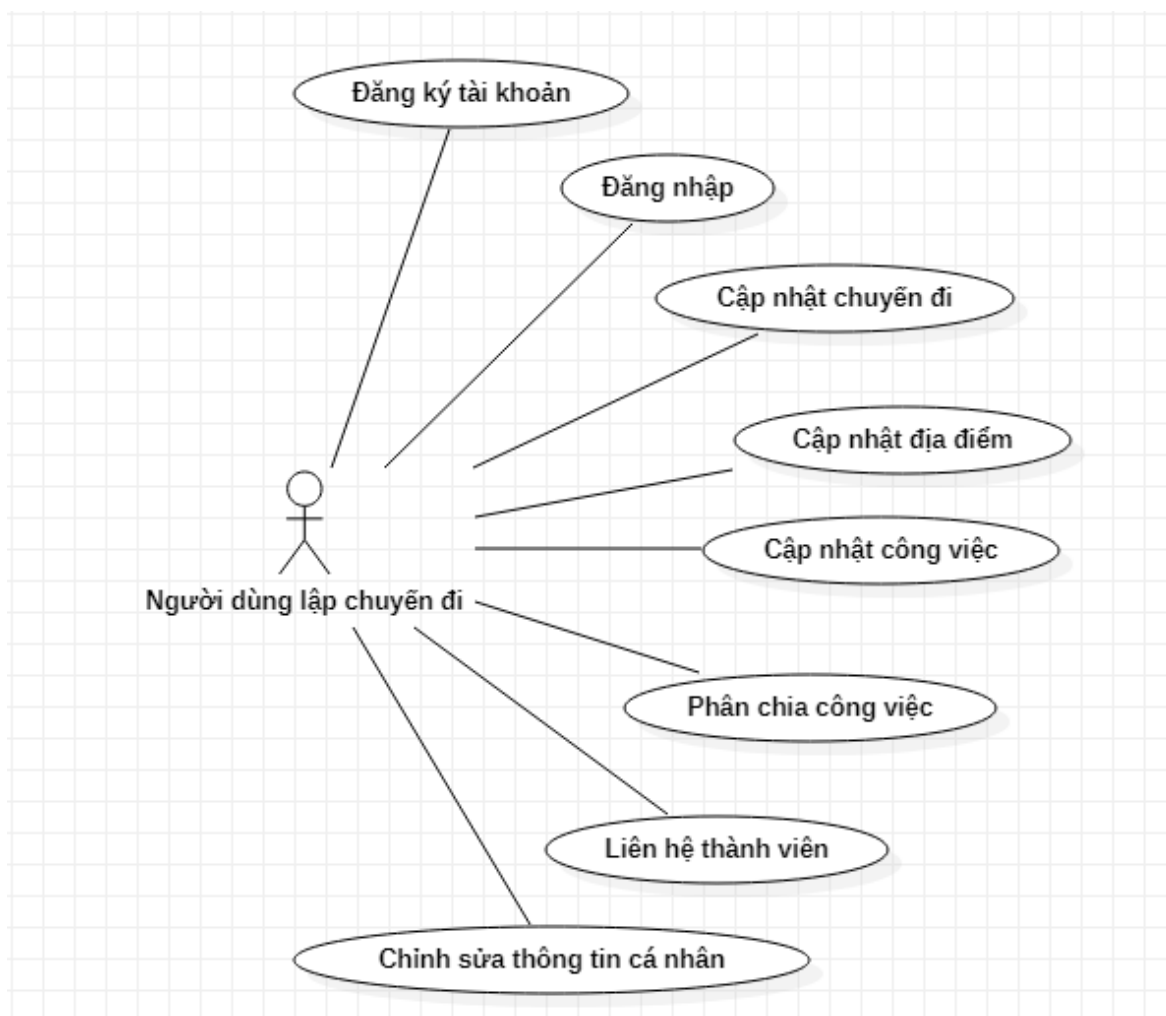 Đăng ký tài khoản
Đăng nhập
Cập nhật chuyến đi
Cập nhật địa điểm
Cập nhật công việc
Người dùng lập chuyến đi
Phân chia công việc
Liên hệ thành viên
Chỉnh sửa thông tin cá nhân